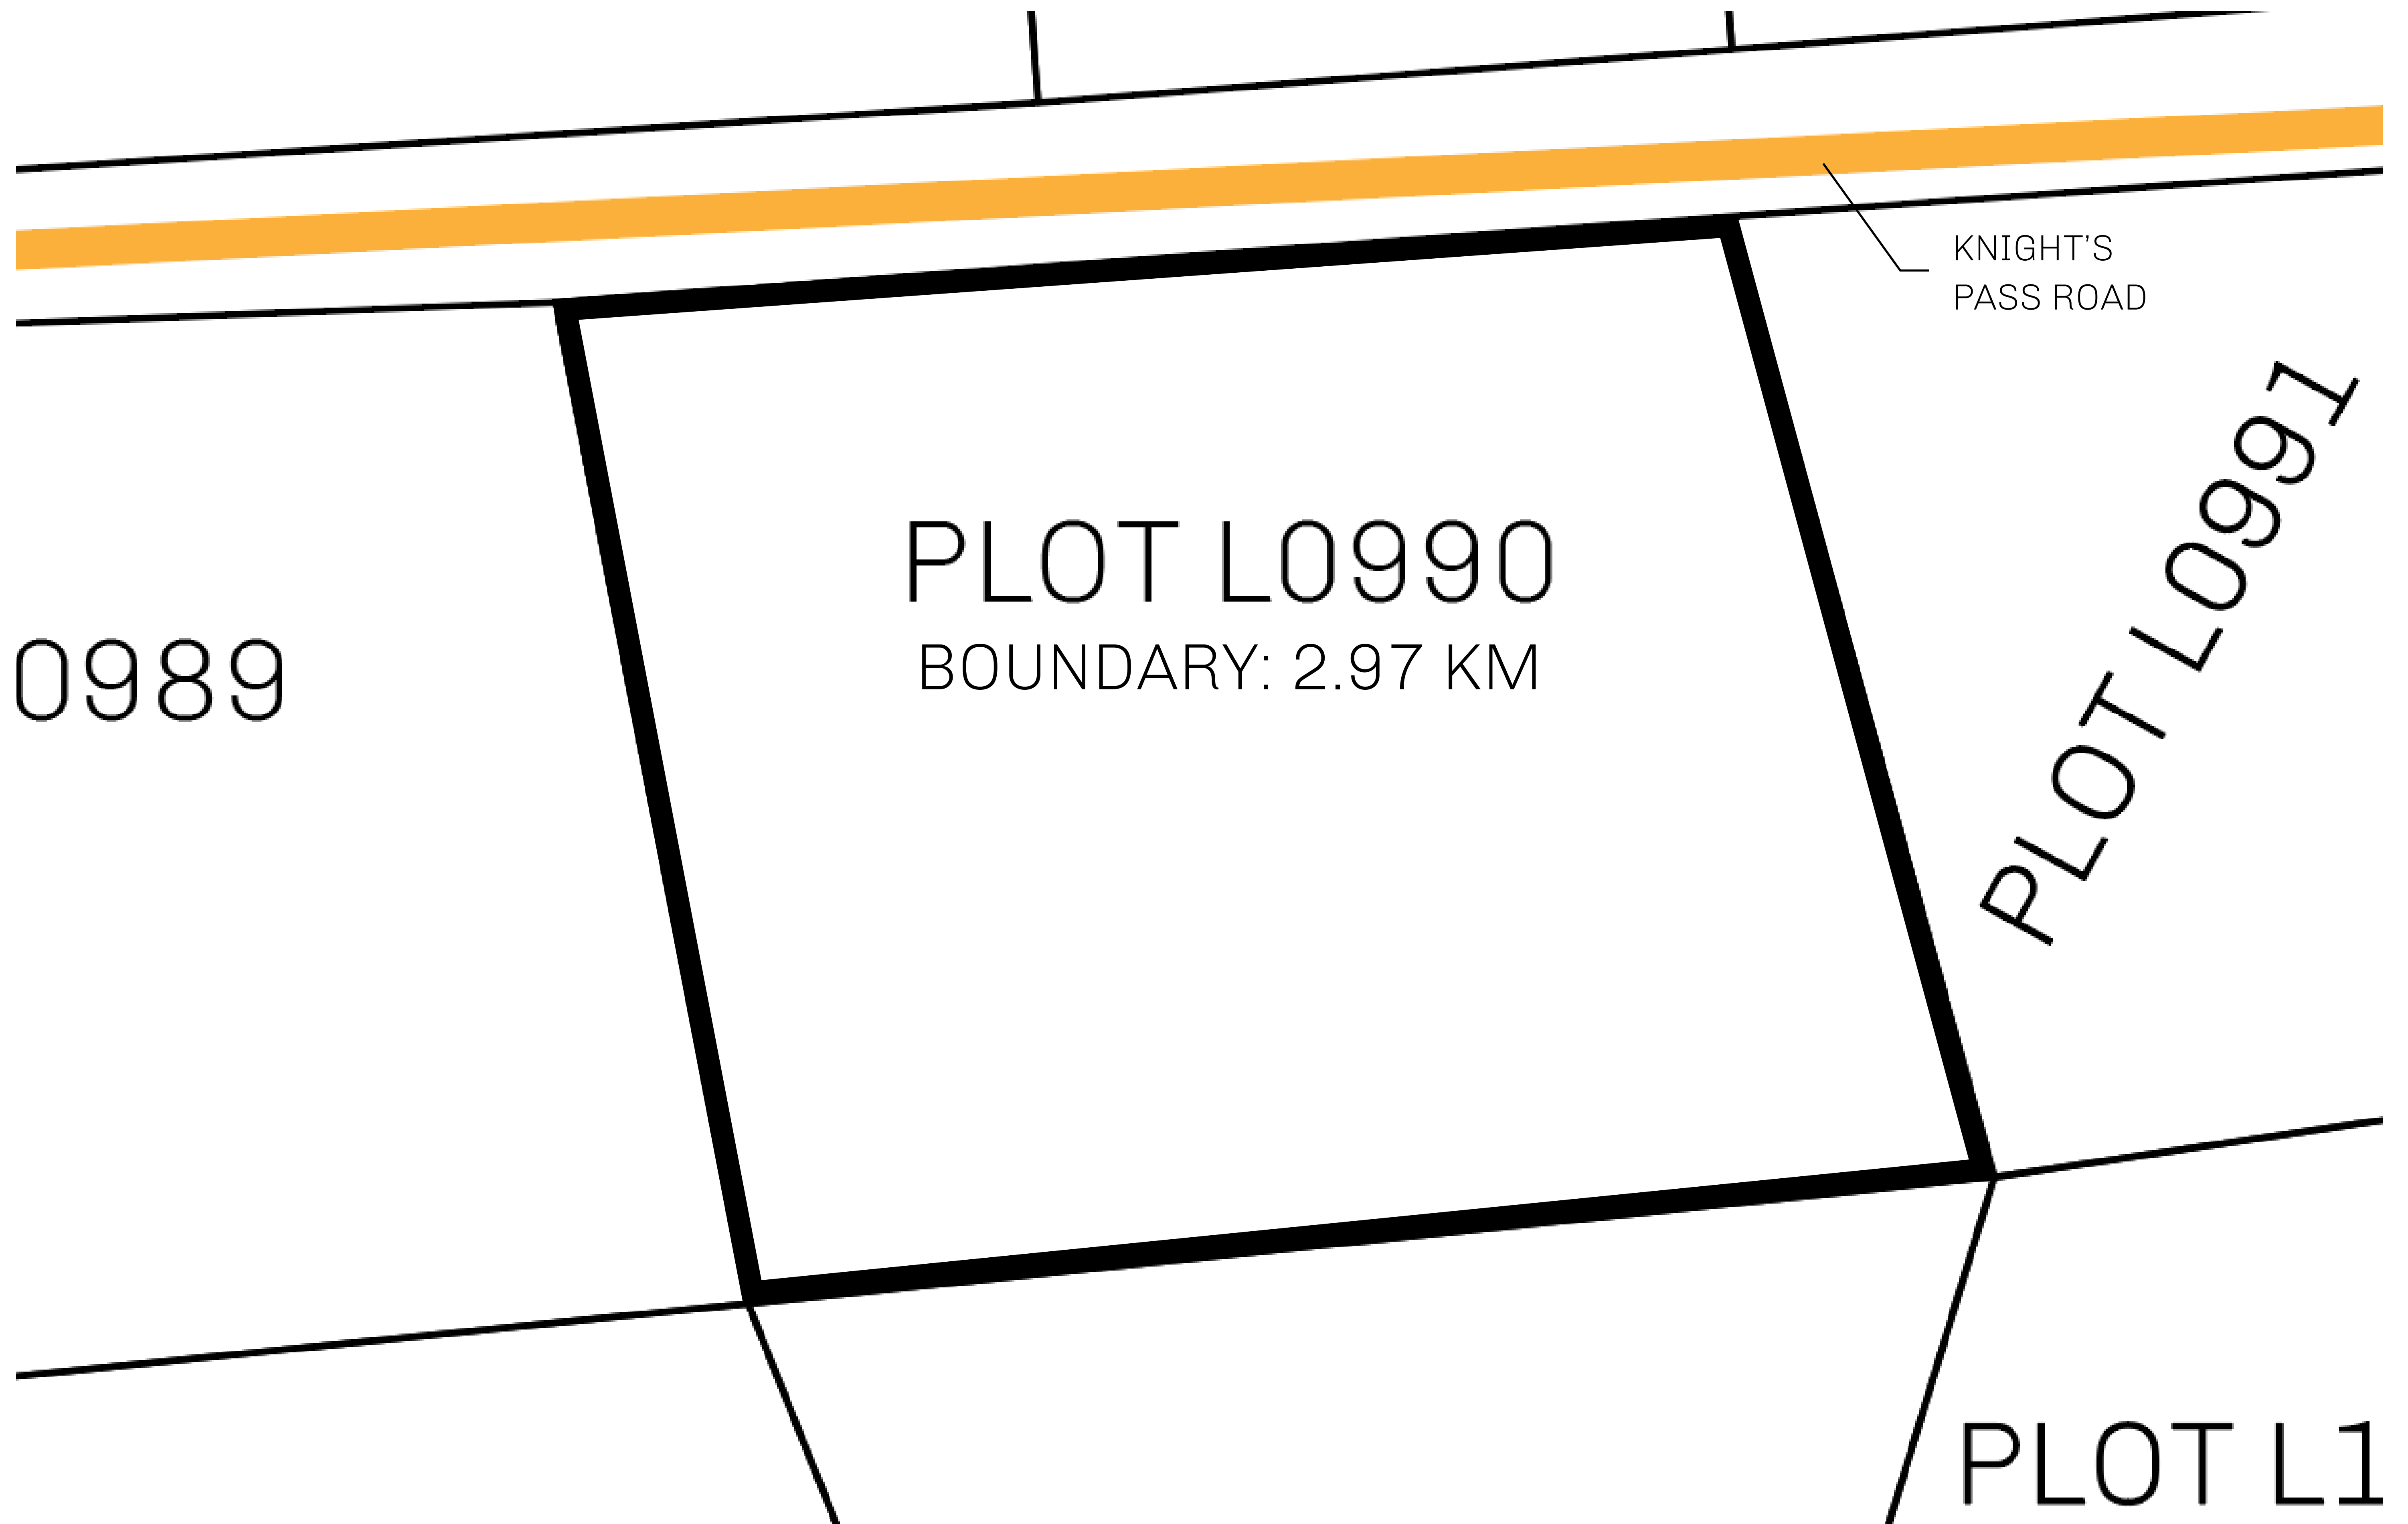 KNIGHT'S
PASS ROAD
PLOT L0990
BOUNDARY: 2.97 KM
0989
PLOT L0991
PLOT L1